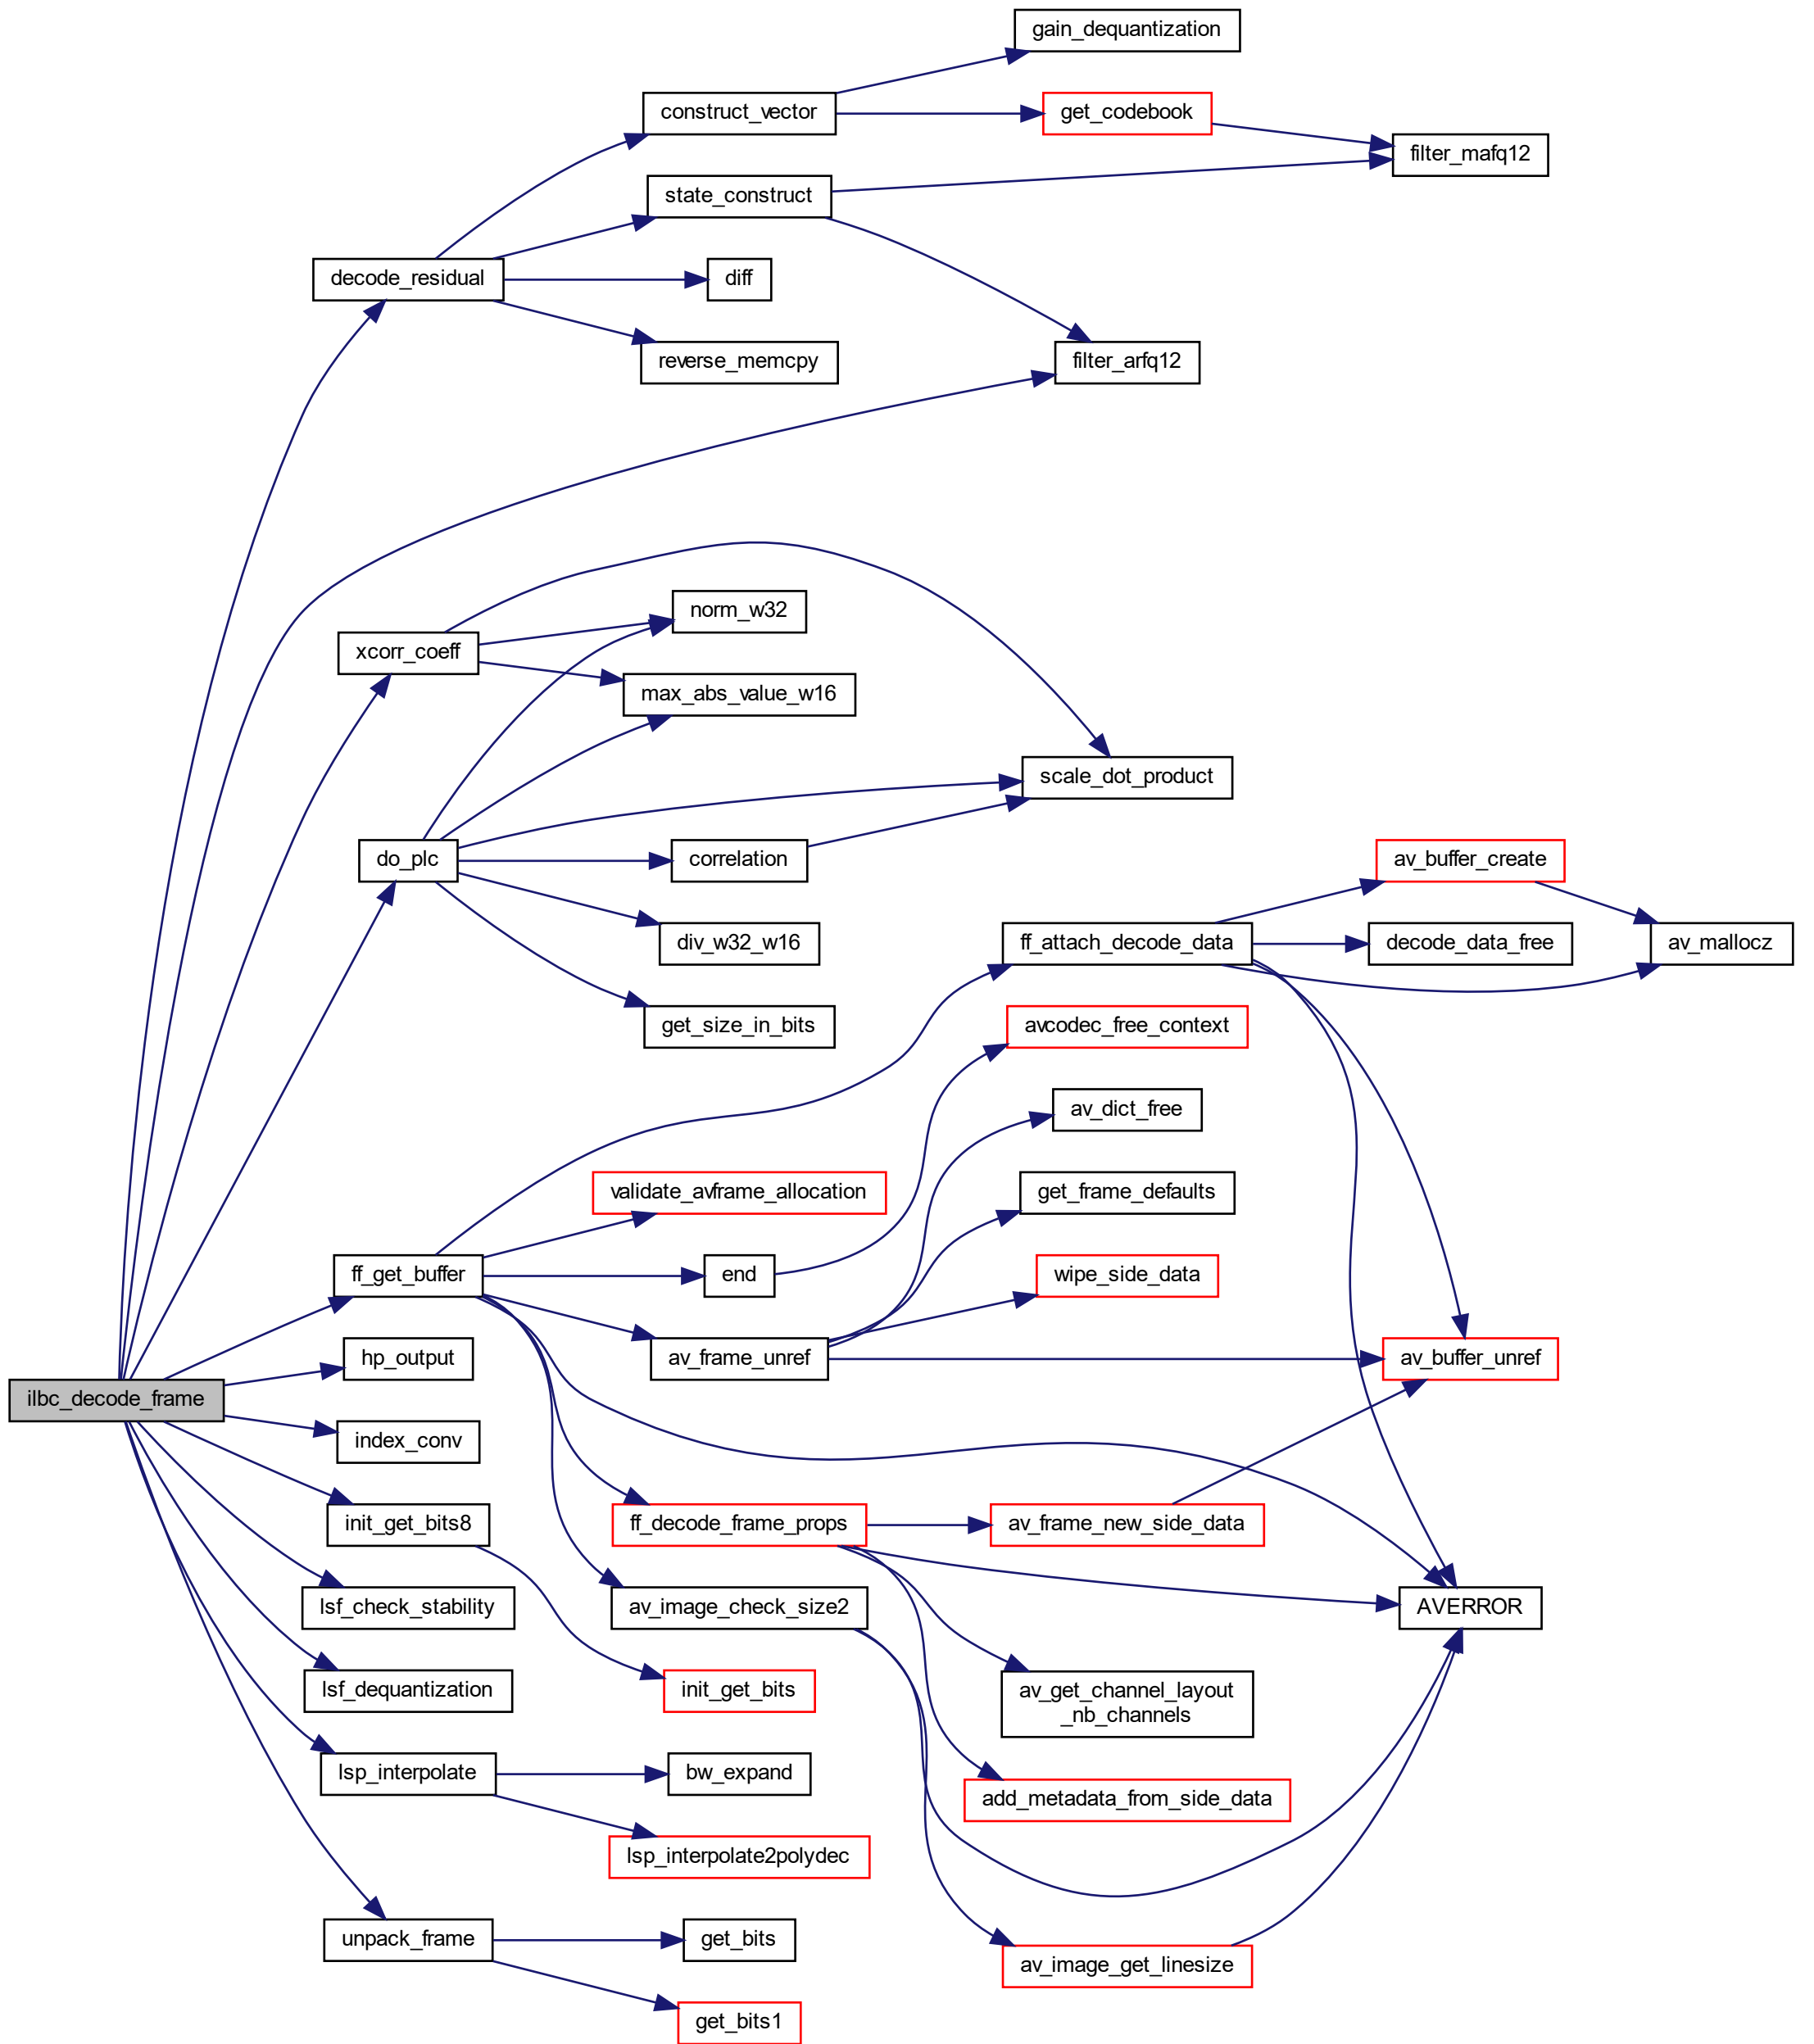 gain_dequantization
construct_vector
get_codebook
filter_mafq12
state_construct
decode_residual
diff
reverse_memcpy
filter_arfq12
norm_w32
xcorr_coeff
max_abs_value_w16
scale_dot_product
do_plc
correlation
av_buffer_create
div_w32_w16
ff_attach_decode_data
decode_data_free
av_mallocz
get_size_in_bits
avcodec_free_context
av_dict_free
validate_avframe_allocation
get_frame_defaults
ff_get_buffer
end
wipe_side_data
hp_output
av_frame_unref
av_buffer_unref
ilbc_decode_frame
index_conv
init_get_bits8
ff_decode_frame_props
av_frame_new_side_data
lsf_check_stability
av_image_check_size2
AVERROR
lsf_dequantization
init_get_bits
av_get_channel_layout
_nb_channels
lsp_interpolate
bw_expand
add_metadata_from_side_data
lsp_interpolate2polydec
unpack_frame
get_bits
av_image_get_linesize
get_bits1